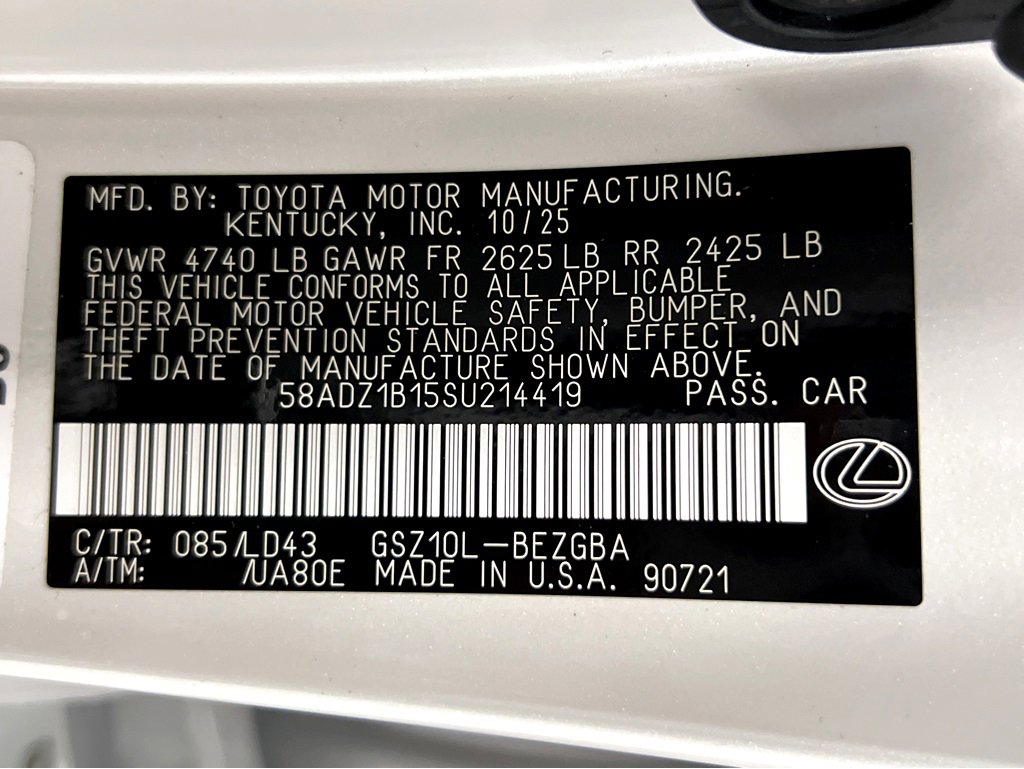 MFD. BY: TOYOTA MOTOR MANUFACTURING.
KENTUCKY, INC. 10/25
GVWR 4740 LB GAWR FR 2625 LB RR 2425 LB
THIS VEHICLE CONFORMS TO ALL APPLICABLE
FEDERAL MOTOR VEHICLE SAFETY, BUMPER, AND
THEFT PREVENTION STANDARDS IN EFFECT ON
THE DATE OF MANUFACTURE SHOWN ABOVE.
58ADZ1B15SU214419 PASS. CAR
C/TR: 085/LD43 GSZ10L-BEZGBA
A/TM: /UA80E MADE IN U.S.A. 90721